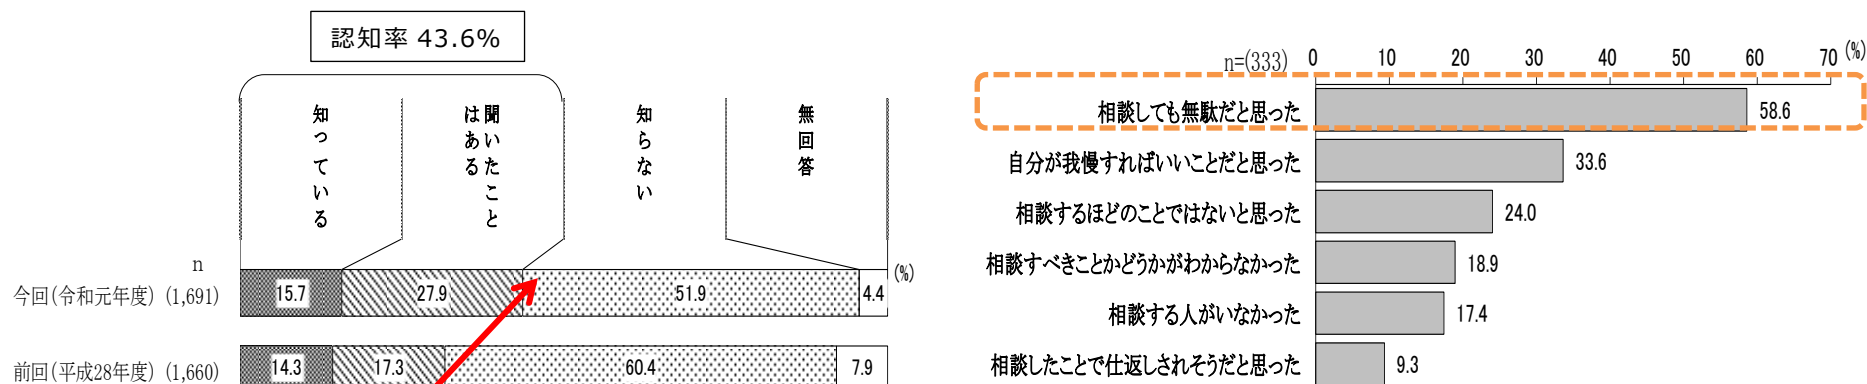 認知率 43.6%
知っている
聞いたこと
はある
知らない
無回答
n
(%)
今回(令和元年度) (1,691)
15.7
27.9
51.9
4.4
前回(平成28年度) (1,660)
14.3
17.3
60.4
7.9
n=(333)
0 10 20 30 40 50 60 70 (%)
相談しても無駄だと思った 58.6
自分が我慢すればいいことだと思った 33.6
相談するほどのことではないと思った 24.0
相談すべきことかどうかがわからなかった 18.9
相談する人がいなかった 17.4
相談したことで仕返しされそうだと思った 9.3